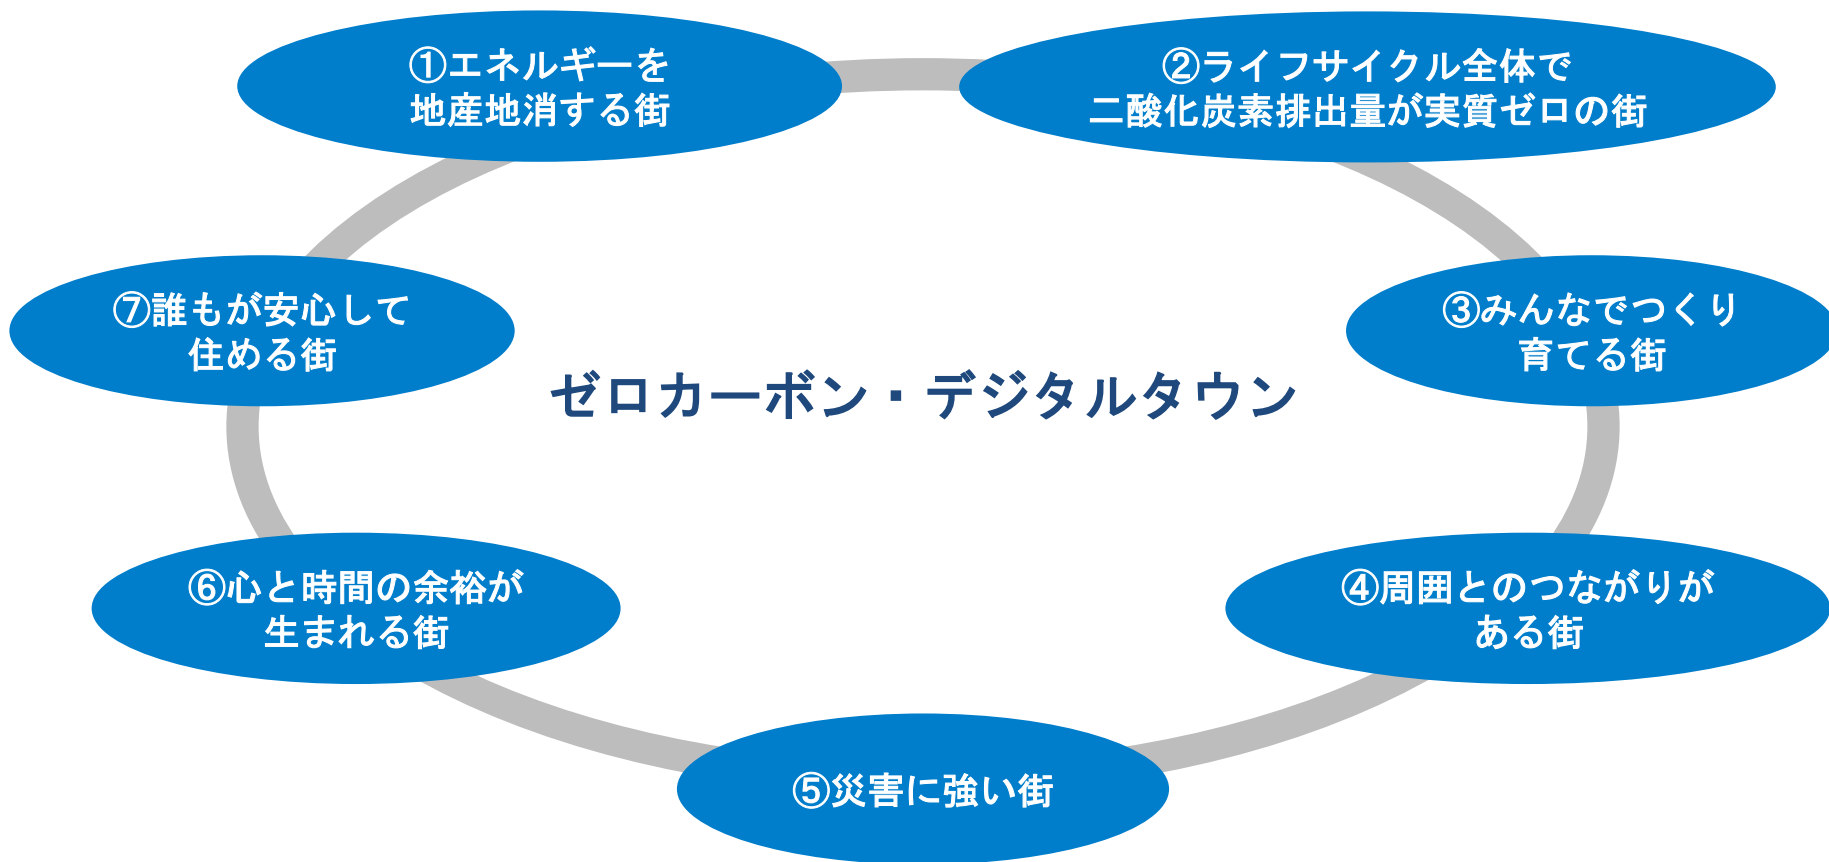 ①エネルギーを
地産地消する街
②ライフサイクル全体で
二酸化炭素排出量が実質ゼロの街
③みんなでつくり
育てる街
④周囲とのつながりが
ある街
⑤災害に強い街
⑥心と時間の余裕が
生まれる街
⑦誰もが安心して
住める街
ゼロカーボン・デジタルタウン